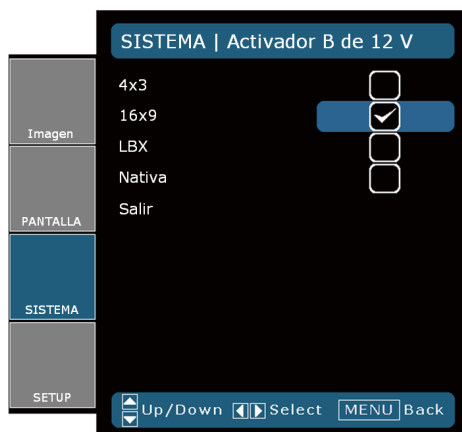 SISTEMA | Activador B de 12 V
4x3
16x9
LBX
Nativa
Salir
Imagen
PANTALLA
SISTEMA
SETUP
Up/Down Select MENU Back